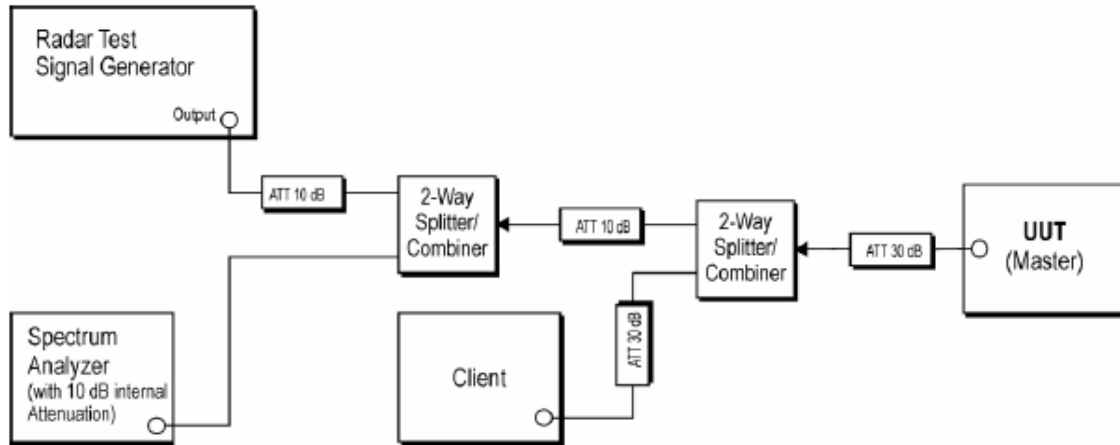 Radar Test
Signal Generator
Output
ATT 10 dB
2-Way
Splitter/
Combiner
ATT 10 dB
2-Way
Splitter/
Combiner
ATT 30 dB
UUT
(Master)
Spectrum
Analyzer
(with 10 dB internal
Attenuation)
Client
ATT 30 dB